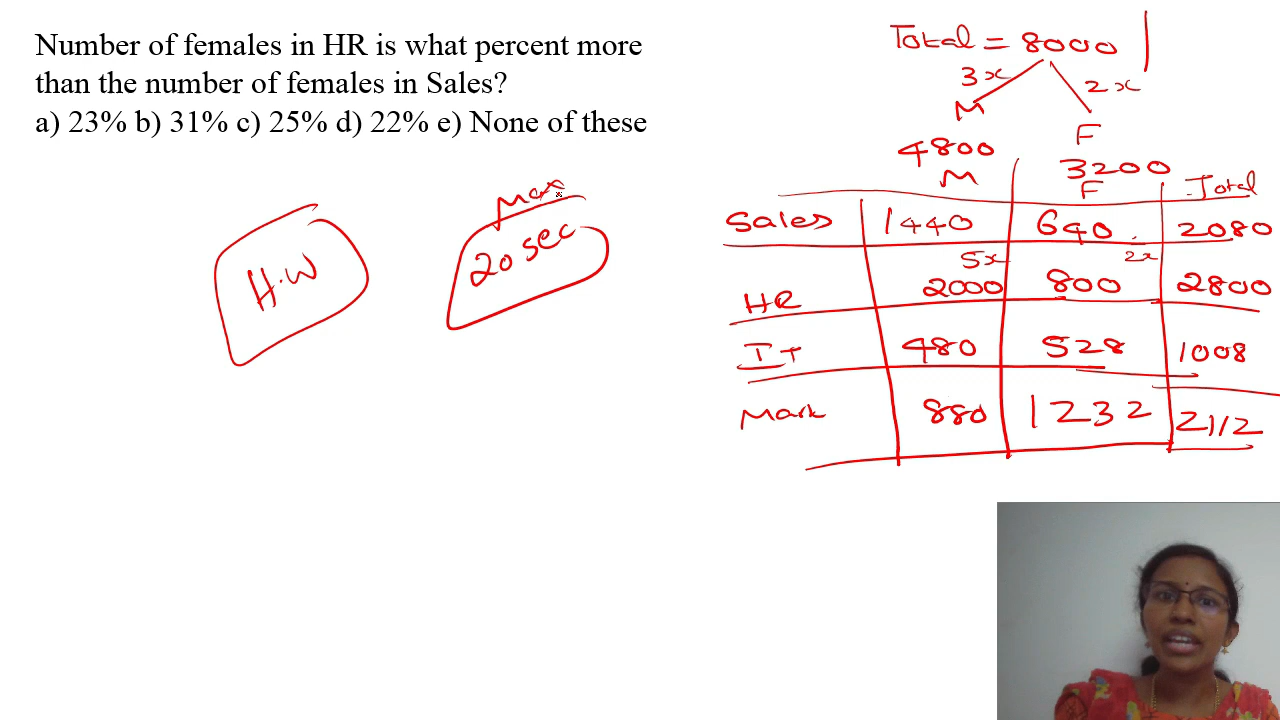 Number of females in HR is what percent more
than the number of females in Sales?
a) 23% b) 31% c) 25% d) 22% e) None of these
H.W
Max
20 sec
Total = 8000
3x 2x
M F
4800 3200
M F Total
Sales 1440 640 2080
5x 2x
HR 2000 800 2800
IT 480 528 1008
Mark 880 1232 2112